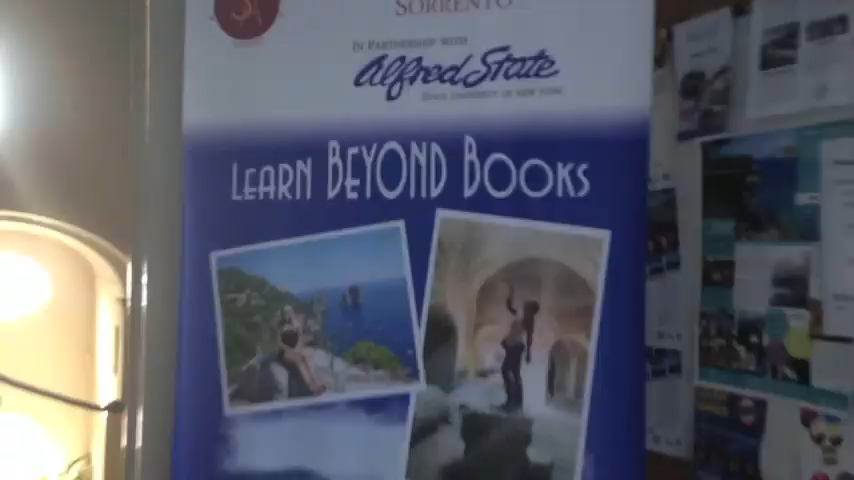 SORRENTO
IN PARTNERSHIP WITH
Alfred State
STATE UNIVERSITY OF NEW YORK
LEARN BEYOND BOOKS